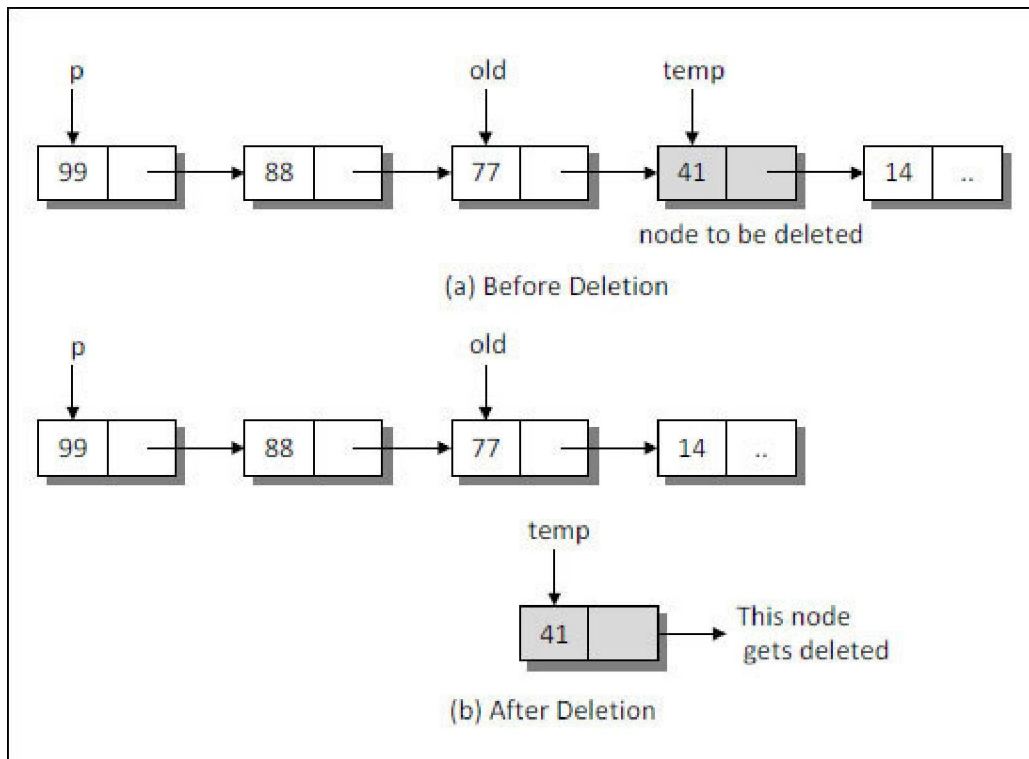 p old temp
99 88 77 41 14 ..
node to be deleted
(a) Before Deletion
p old
99 88 77 14 ..
temp
41
This node
gets deleted
(b) After Deletion